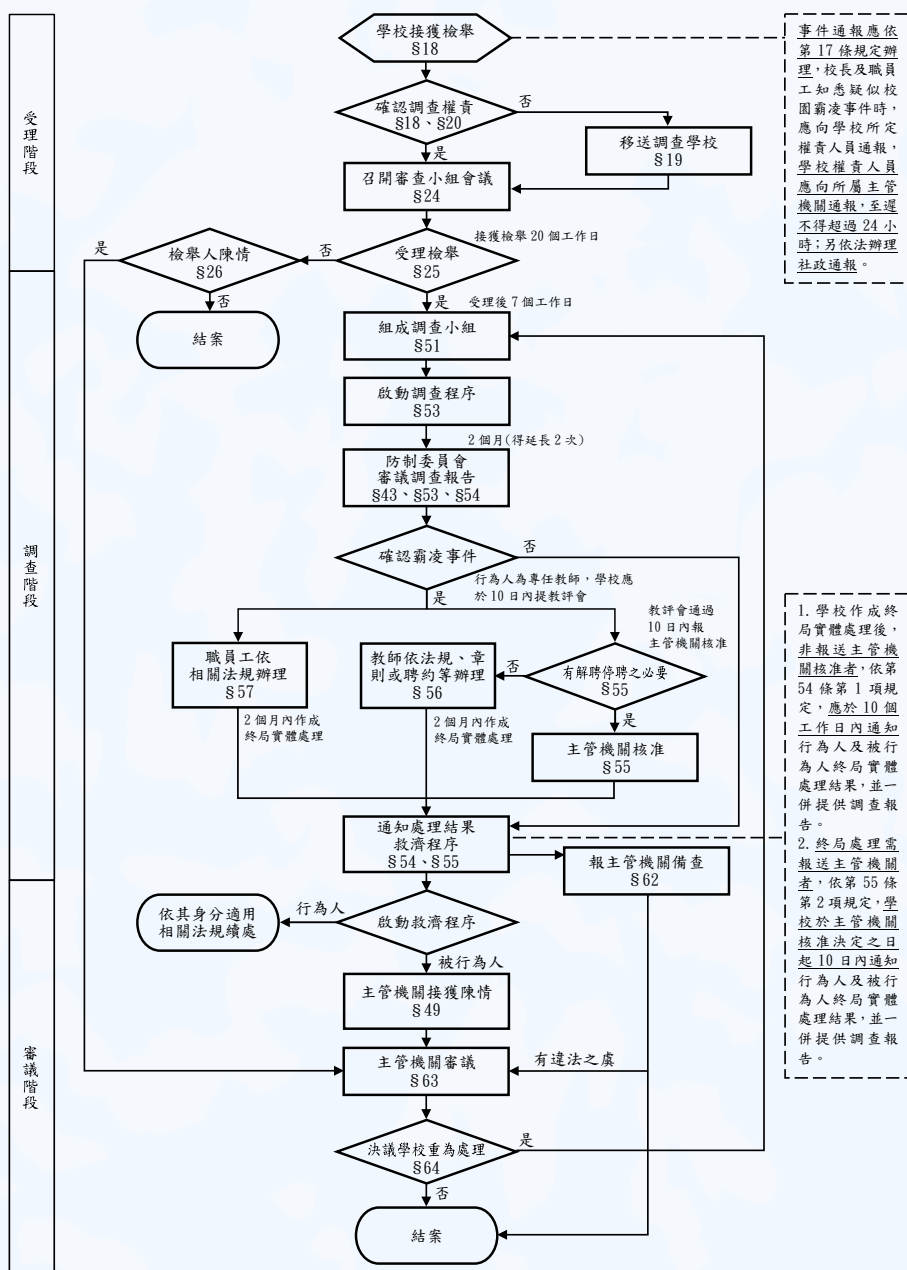 受理階段
調查階段
審議階段
學校接獲檢舉
§18
事件通報應依
第 17 條規定辦
理，校長及職員
工知悉疑似校
園霸凌事件時，
應向學校所定
權責人員通報，
學校權責人員
應向所屬主管
機關通報，至遲
不得超過 24 小
時；另依法辦理
社政通報。
確認調查權責
§18、§20
否
移送調查學校
§19
是
召開審查小組會議
§24
接獲檢舉 20 個工作日
受理檢舉
§25
否
檢舉人陳情
§26
是
否
結案
是
受理後 7 個工作日
組成調查小組
§51
啟動調查程序
§53
2 個月(得延長 2 次)
防制委員會
審議調查報告
§43、§53、§54
確認霸凌事件
否
是
行為人為專任教師，學校應
於 10 日內提教評會
教評會通過
10 日內報
主管機關核准
職員工依
相關法規辦理
§57
教師依法規、章
則或聘約等辦理
§56
否
有解聘停聘之必要
§55
是
2 個月內作成
終局實體處理
2 個月內作成
終局實體處理
主管機關核准
§55
1. 學校作成終
局實體處理後，
非報送主管機
關核准者，依第
54 條第 1 項規
定，應於 10 個
工作日內通知
行為人及被行
為人終局實體
處理結果，並一
併提供調查報
告。
2. 終局處理需
報送主管機關
者，依第 55 條
第 2 項規定，學
校於主管機關
核准決定之日
起 10 日內通知
行為人及被行
為人終局實體
處理結果，並一
併提供調查報
告。
通知處理結果
救濟程序
§54、§55
報主管機關備查
§62
啟動救濟程序
行為人
依其身分適用
相關法規續處
被行為人
主管機關接獲陳情
§49
主管機關審議
§63
有違法之虞
決議學校重為處理
§64
是
否
結案